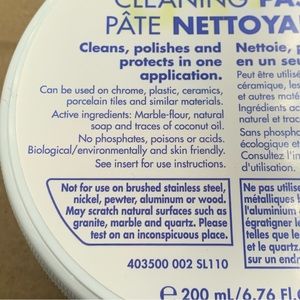 CLEANING PAS
PÂTE NETTOYA
Cleans, polishes and
protects in one
application.
Can be used on chrome, plastic, ceramics,
porcelain tiles and similar materials.
Active ingredients: Marble-flour, natural
soap and traces of coconut oil.
No phosphates, poisons or acids.
Biological/environmentally and skin friendly.
See insert for use instructions.
Not for use on brushed stainless steel,
nickel, pewter, aluminum or windows.
May scratch natural surfaces such as
granite, marble and quartz. Please
test on an inconspicuous place.
403500 002 SL110
Nettoie,
en un seu
Peut être utilisé
céramique, les
et autres maté
Ingrédients ac
naturel et trac
Sans phospha
écologique et
Consultez l'in
d'utilisation.
Ne pas utilise
métalliques b
l'aluminium
égratigner le
telles que le
et le quartz.
sur un endr
e 200 mL/6.76 fl